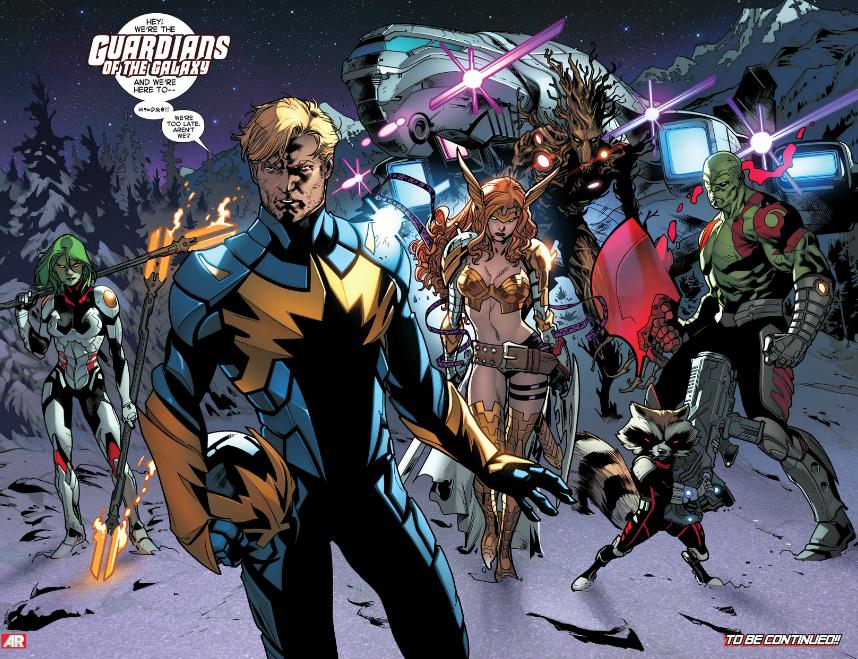 HEY!
WE'RE THE
GUARDIANS
OF THE GALAXY
AND WE'RE
HERE TO--
#%@&#!!
WE'RE
TOO LATE,
AREN'T
WE?
AR
TO BE CONTINUED!!